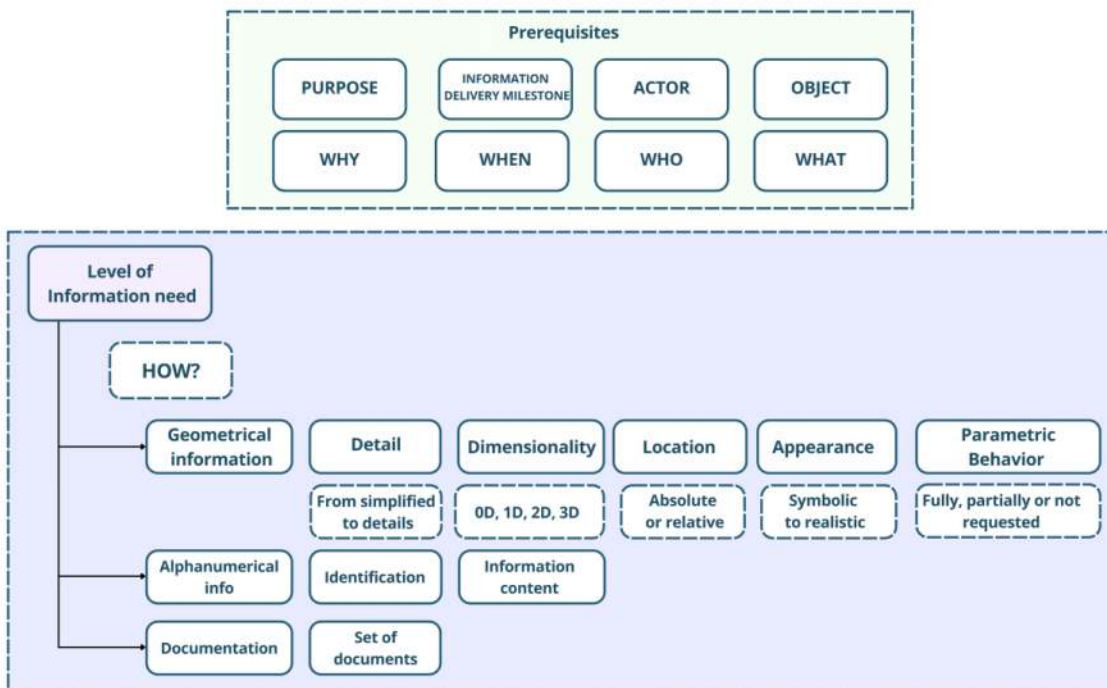 Prerequisites
PURPOSE
INFORMATION
DELIVERY MILESTONE
ACTOR
OBJECT
WHY
WHEN
WHO
WHAT
Level of
Information need
HOW?
Geometrical
information
Detail
Dimensionality
Location
Appearance
Parametric
Behavior
From simplified
to details
0D, 1D, 2D, 3D
Absolute
or relative
Symbolic
to realistic
Fully, partially or not
requested
Alphanumerical
info
Identification
Information
content
Documentation
Set of
documents